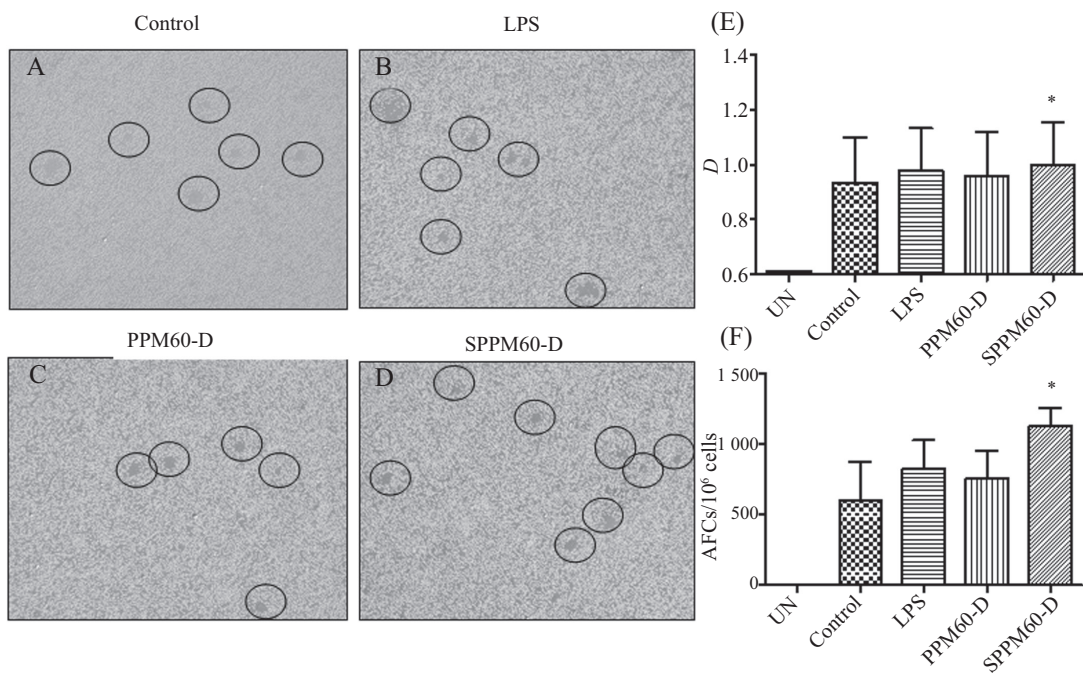 Control
LPS
A
B
PPM60-D
SPPM60-D
C
D
(E)
1.4
1.2
1.0
0.8
0.6
D
*
UN
Control
LPS
PPM60-D
SPPM60-D
(F)
1 500
1 000
500
0
AFCs/10⁶ cells
*
UN
Control
LPS
PPM60-D
SPPM60-D